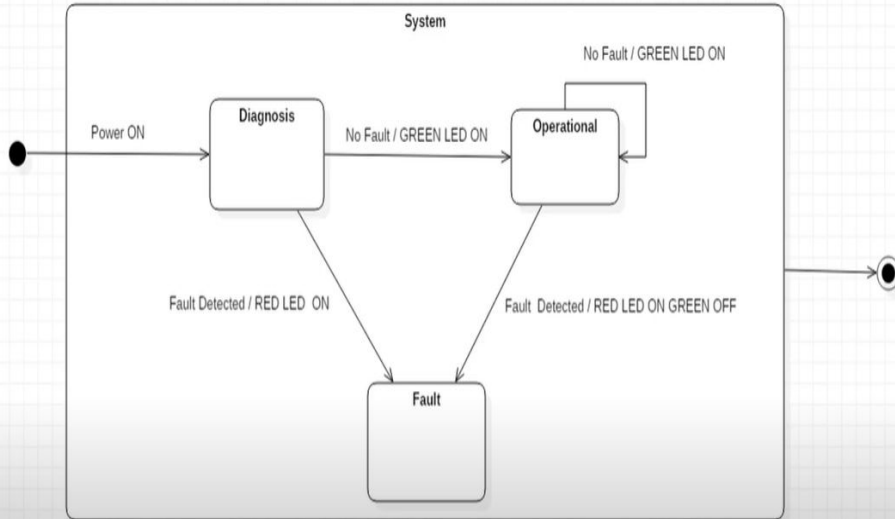 System
No Fault / GREEN LED ON
Power ON
Diagnosis
No Fault / GREEN LED ON
Operational
Fault Detected / RED LED ON
Fault Detected / RED LED ON GREEN OFF
Fault